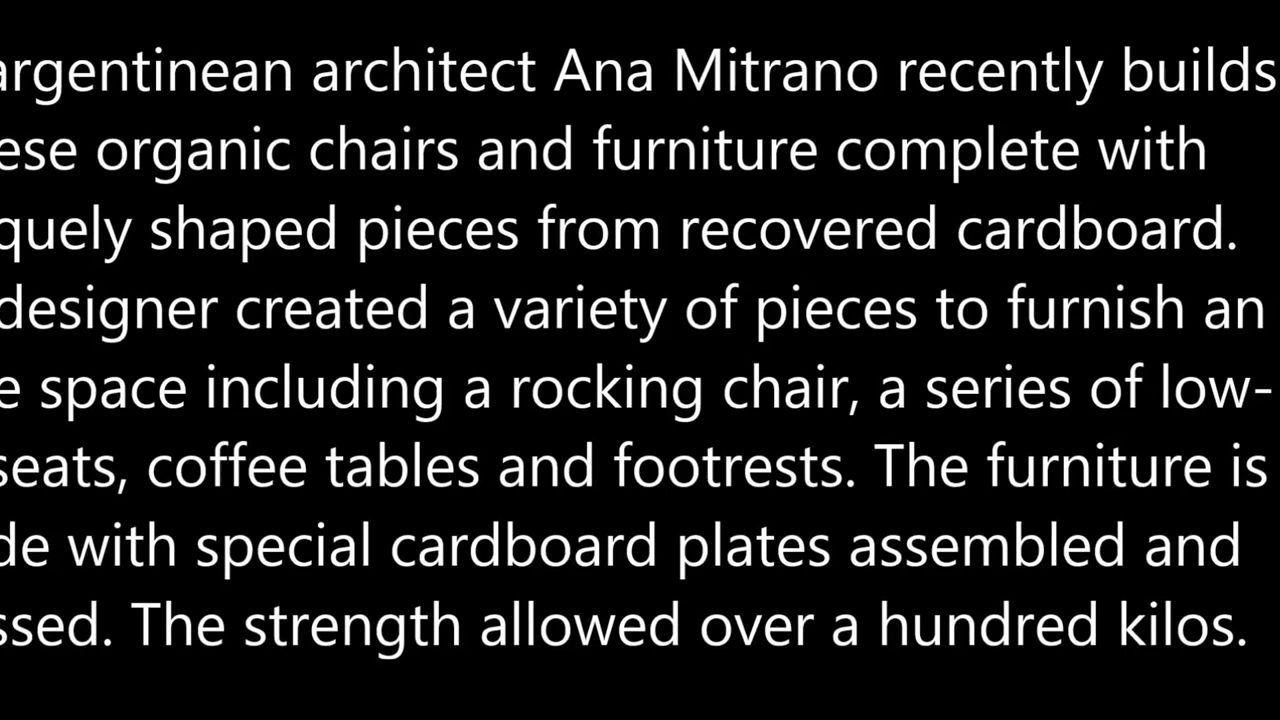 argentinean architect Ana Mitrano recently builds
ese organic chairs and furniture complete with
quely shaped pieces from recovered cardboard.
designer created a variety of pieces to furnish an
e space including a rocking chair, a series of low-
seats, coffee tables and footrests. The furniture is
de with special cardboard plates assembled and
ssed. The strength allowed over a hundred kilos.